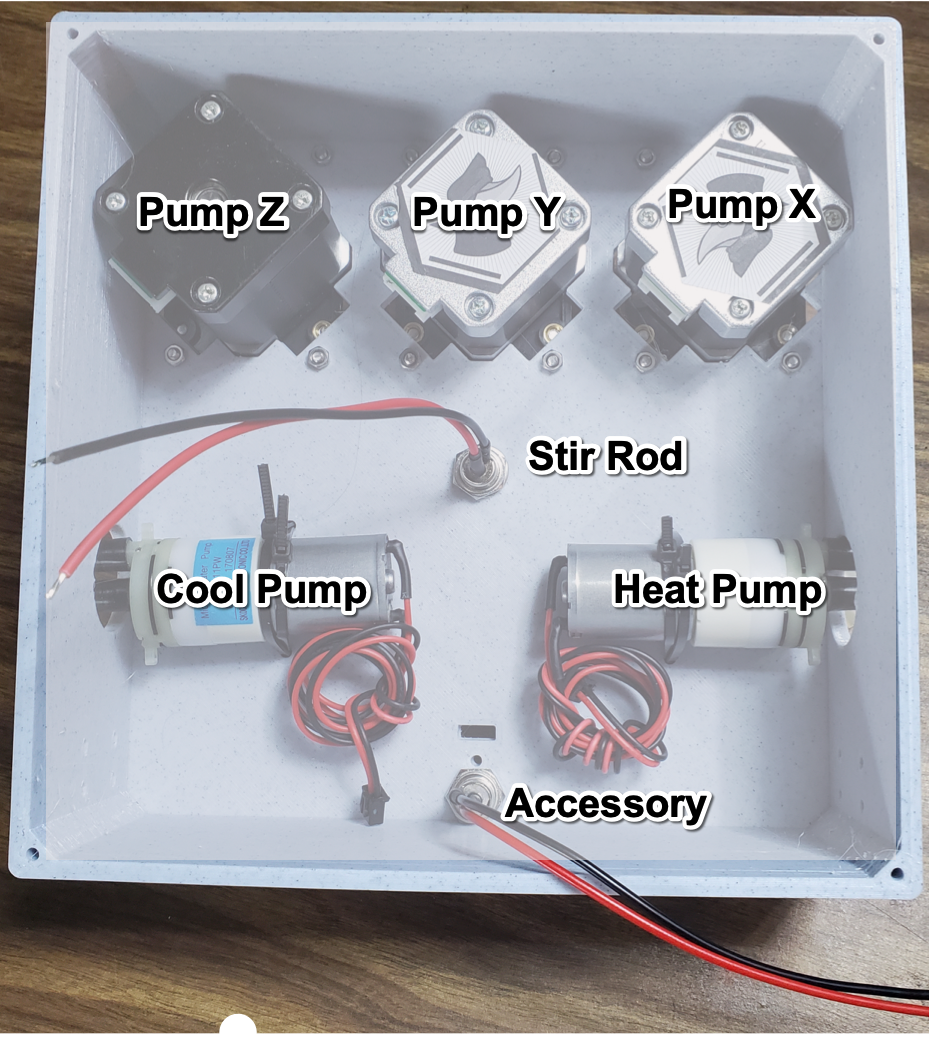 Pump Z
Pump Y
Pump X
Stir Rod
Cool Pump
Heat Pump
Accessory